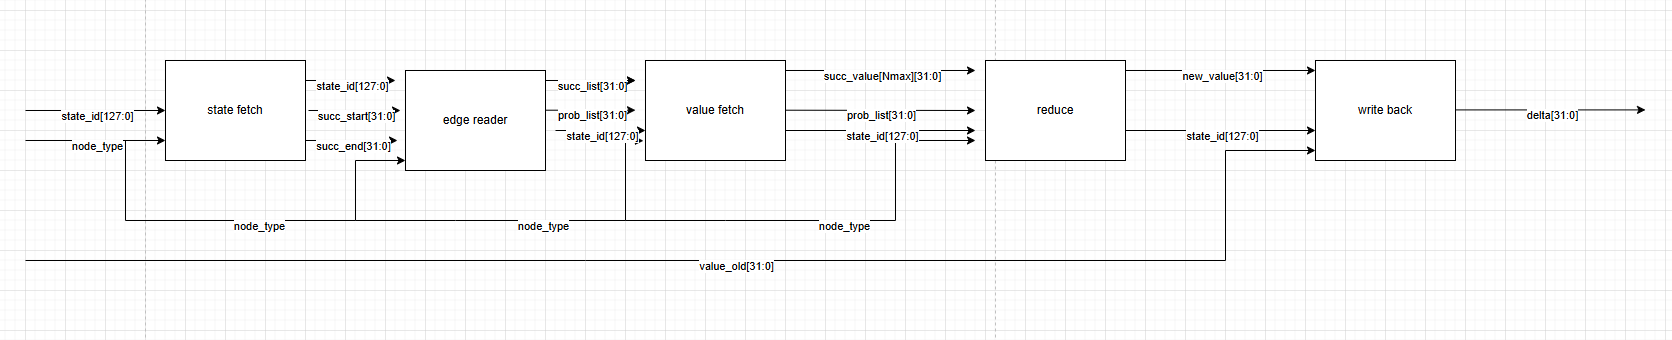 state fetch
edge reader
value fetch
reduce
write back
state_id[127:0]
node_type
state_id[127:0]
succ_start[31:0]
succ_end[31:0]
succ_list[31:0]
prob_list[31:0]
state_id[127:0]
succ_value[Nmax][31:0]
prob_list[31:0]
state_id[127:0]
new_value[31:0]
state_id[127:0]
delta[31:0]
node_type
node_type
node_type
value_old[31:0]